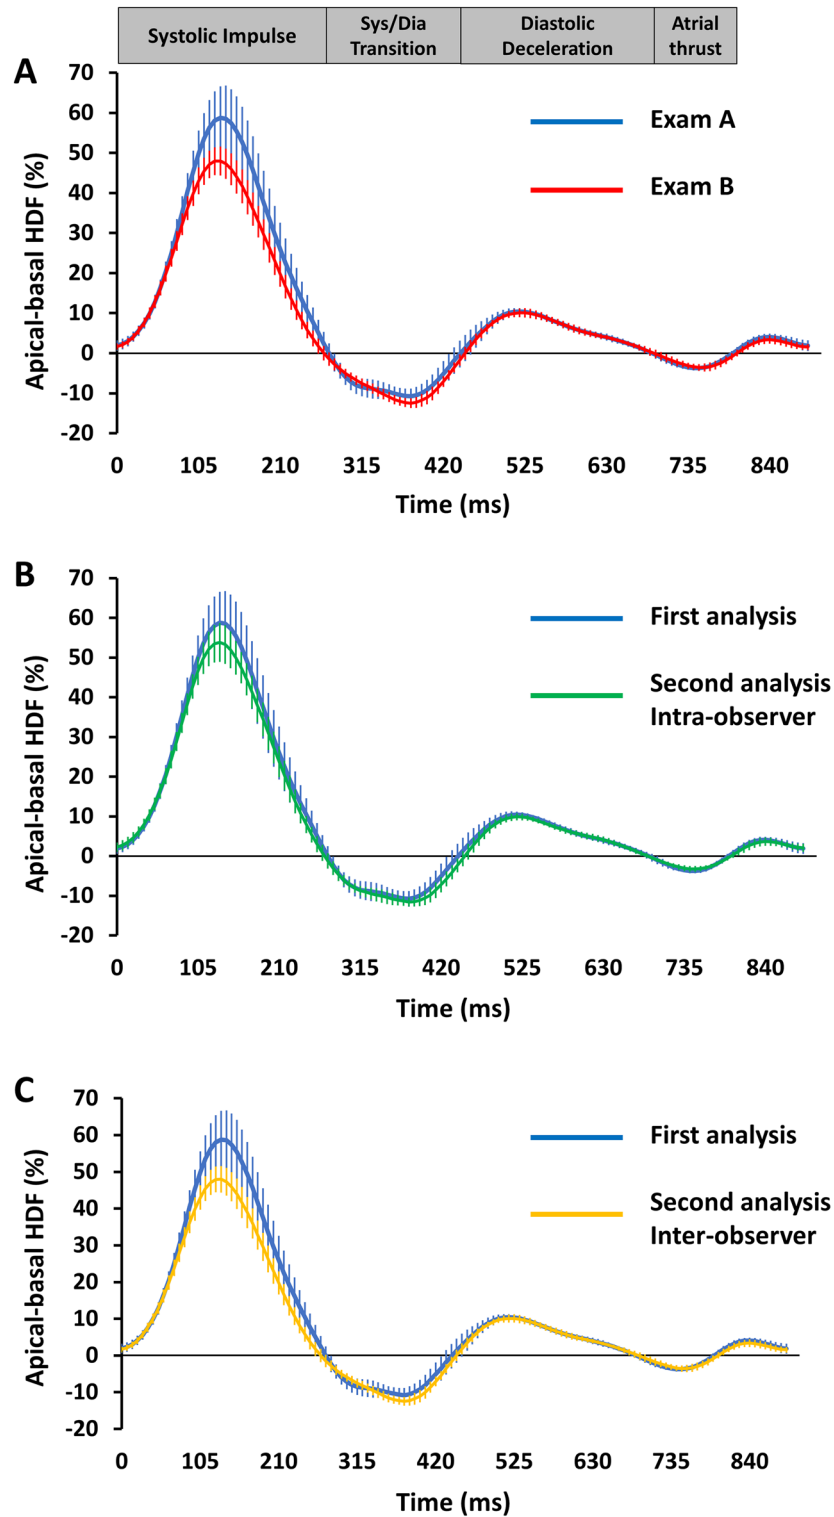 Systolic Impulse
Sys/Dia
Transition
Diastolic
Deceleration
Atrial
thrust
A
Apical-basal HDF (%)
70
60
50
40
30
20
10
0
-10
-20
Exam A
Exam B
0 105 210 315 420 525 630 735 840
Time (ms)
B
Apical-basal HDF (%)
70
60
50
40
30
20
10
0
-10
-20
First analysis
Second analysis
Intra-observer
0 105 210 315 420 525 630 735 840
Time (ms)
C
Apical-basal HDF (%)
70
60
50
40
30
20
10
0
-10
-20
First analysis
Second analysis
Inter-observer
0 105 210 315 420 525 630 735 840
Time (ms)